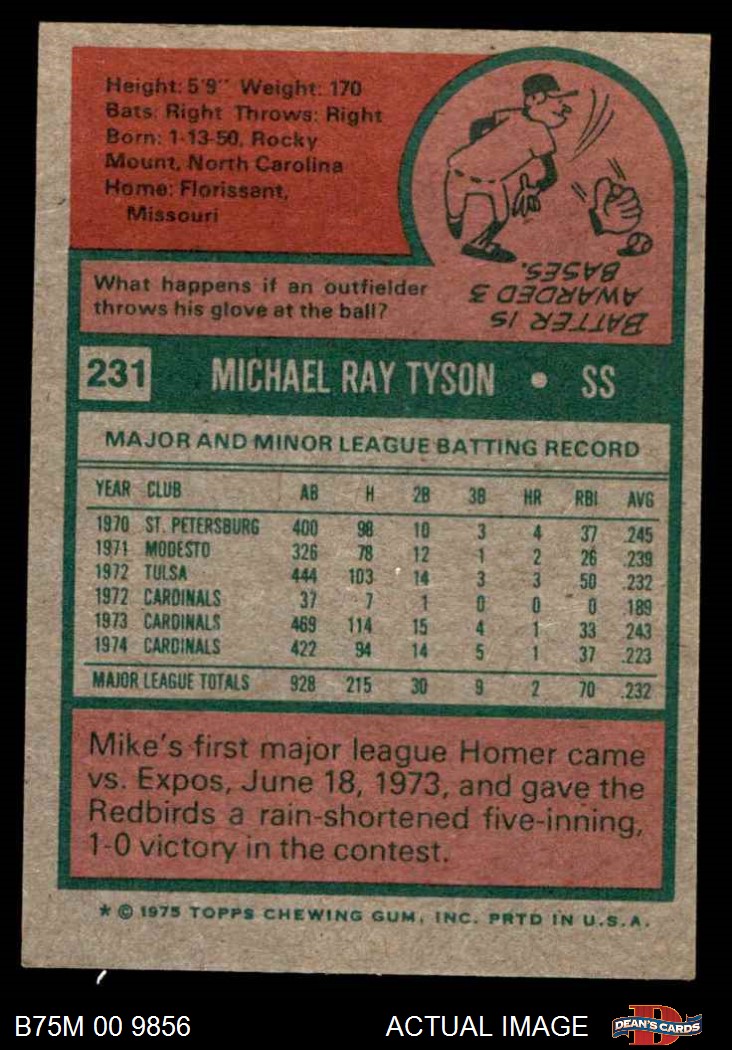 Height: 5'9" Weight: 170
Bats: Right Throws: Right
Born: 1-13-50, Rocky
Mount, North Carolina
Home: Florissant,
Missouri
What happens if an outfielder
throws his glove at the ball?
BATTER IS
AWARDED 3
BASES.
231 MICHAEL RAY TYSON • SS
MAJOR AND MINOR LEAGUE BATTING RECORD
YEAR CLUB AB H 2B 3B HR RBI AVG
1970 ST. PETERSBURG 400 98 10 3 4 37 .245
1971 MODESTO 326 78 12 1 2 26 .239
1972 TULSA 444 103 14 3 3 50 .232
1972 CARDINALS 37 7 1 0 0 0 .189
1973 CARDINALS 469 114 15 4 1 33 .243
1974 CARDINALS 422 94 14 5 1 37 .223
MAJOR LEAGUE TOTALS 928 215 30 9 2 70 .232
Mike's first major league Homer came
vs. Expos, June 18, 1973, and gave the
Redbirds a rain-shortened five-inning,
1-0 victory in the contest.
* © 1975 TOPPS CHEWING GUM, INC. PRTD IN U.S.A.
B75M 00 9856 ACTUAL IMAGE D DEAN'S CARDS